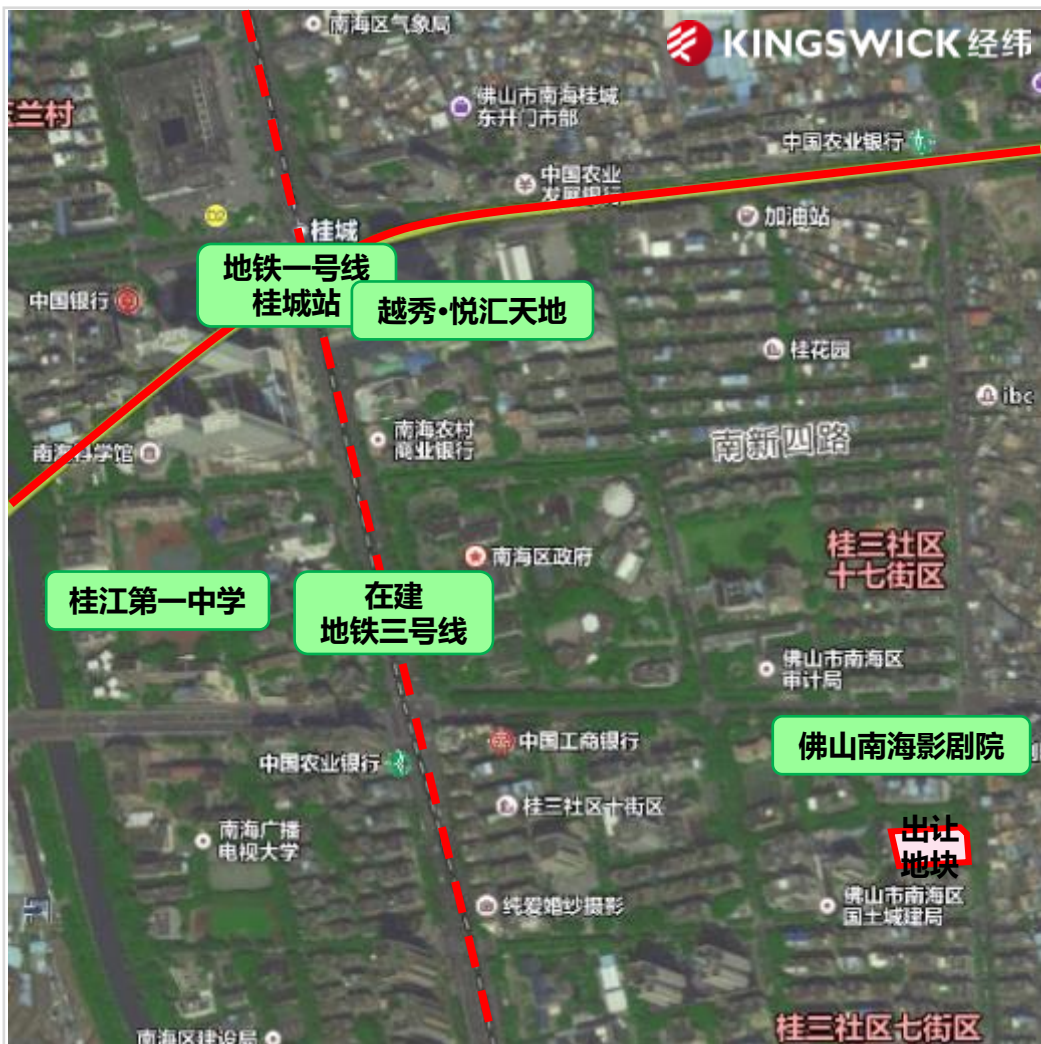 南海区气象局
KINGSWICK经纬
佛山市南海桂城
东升门市部
兰村
中国农业银行
中国农业
发展银行
加油站
桂城
地铁一号线
桂城站
越秀•悦汇天地
中国银行
桂花园
ibc
南海农村
商业银行
南新四路
南海科学馆
南海区政府
桂三社区
十七街区
桂江第一中学
在建
地铁三号线
佛山市南海区
审计局
佛山南海影剧院
中国工商银行
中国农业银行
桂三社区十街区
南海广播
电视大学
出让
地块
佛山市南海区
国土城建局
纯爱婚纱摄影
桂三社区七街区
南海区建设局